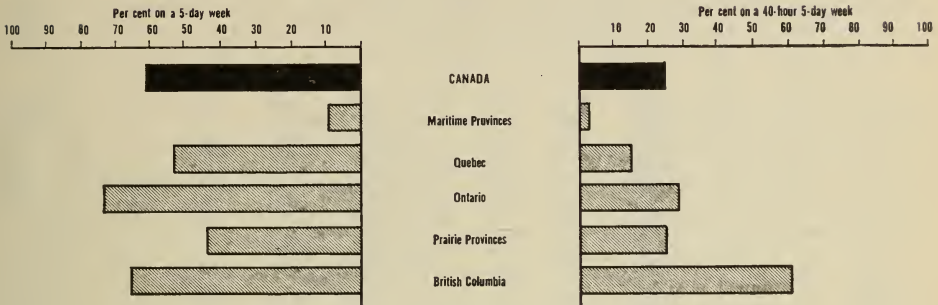 Per cent on a 5-day week
Per cent on a 40-hour 5-day week
100 90 80 70 60 50 40 30 20 10
10 20 30 40 50 60 70 80 90 100
CANADA
Maritime Pruvinces
Quebec
Ontario
Prairie Provinces
British Columbia